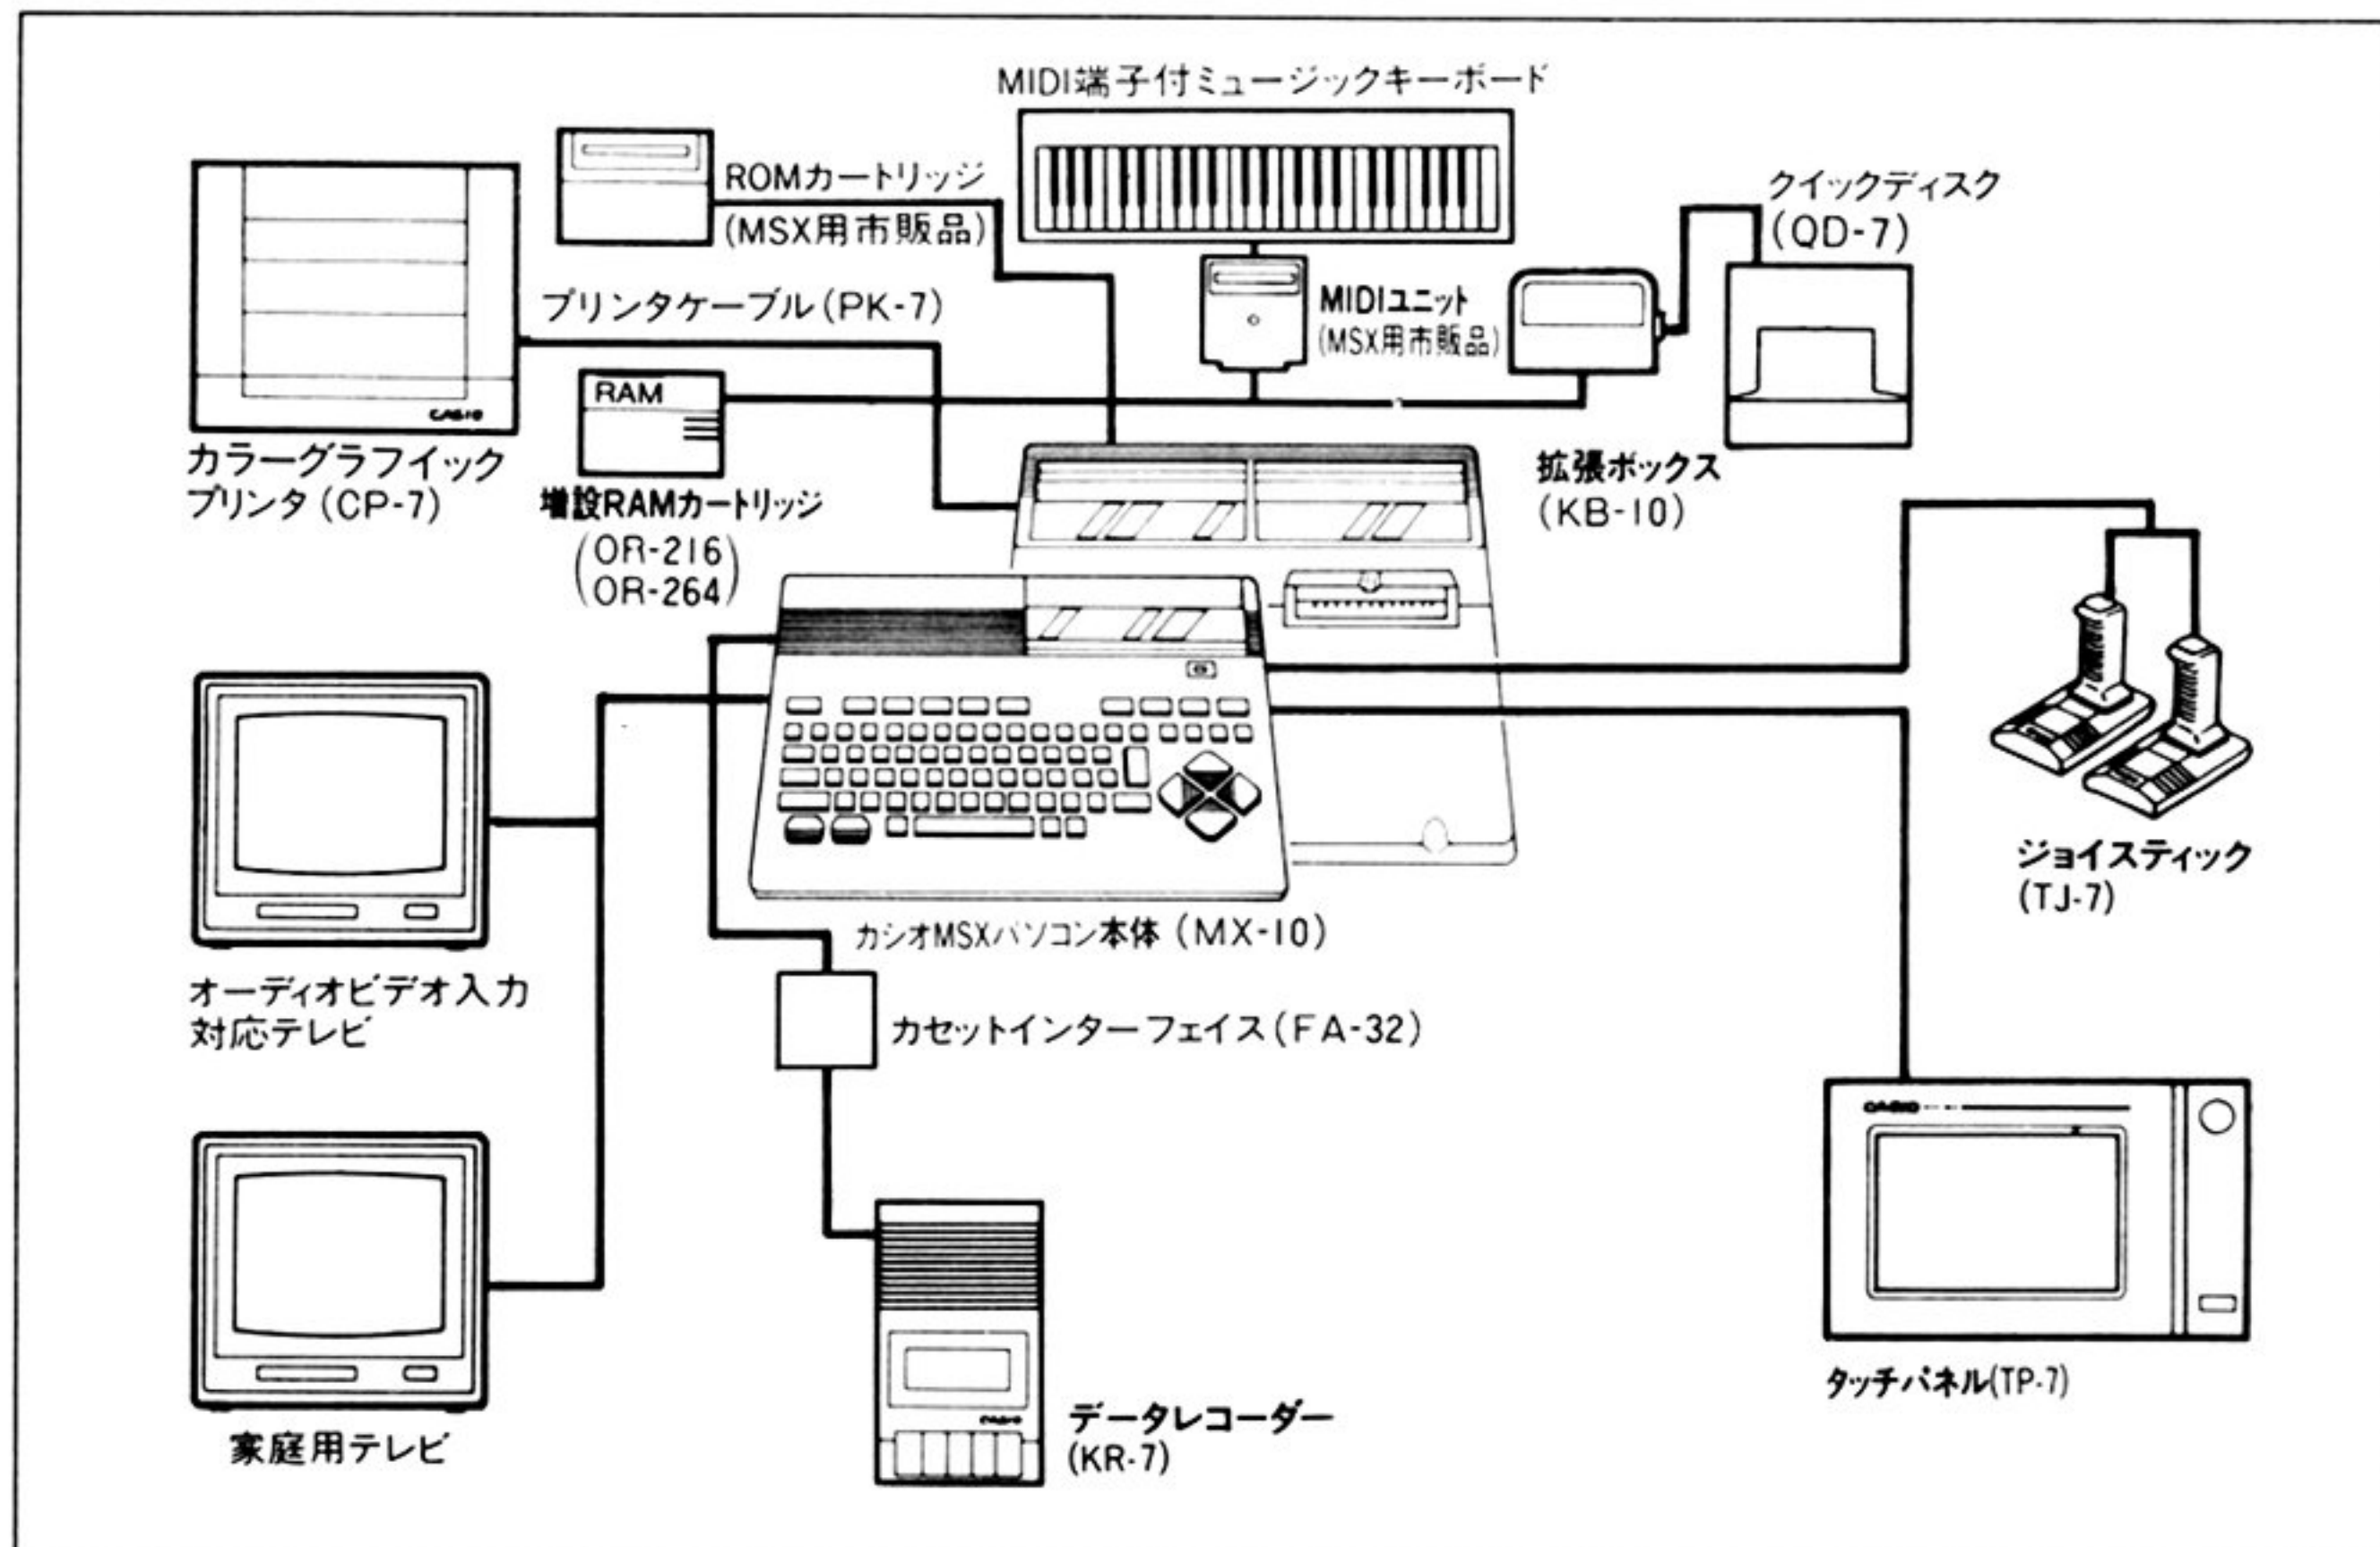 MIDI端子付ミュージックキーボード
ROMカートリッジ
(MSX用市販品)
クイックディスク
(QD-7)
プリンタケーブル(PK-7)
MIDIユニット
(MSX用市販品)
RAM
CASIO
カラーグラフイック
プリンタ(CP-7)
増設RAMカートリッジ
(OR-216
OR-264)
拡張ボックス
(KB-10)
ジョイスティック
(TJ-7)
カシオMSXパソコン本体(MX-10)
オーディオビデオ入力
対応テレビ
カセットインターフェイス(FA-32)
CASIO
タッチパネル(TP-7)
CASIO
データレコーダー
(KR-7)
家庭用テレビ